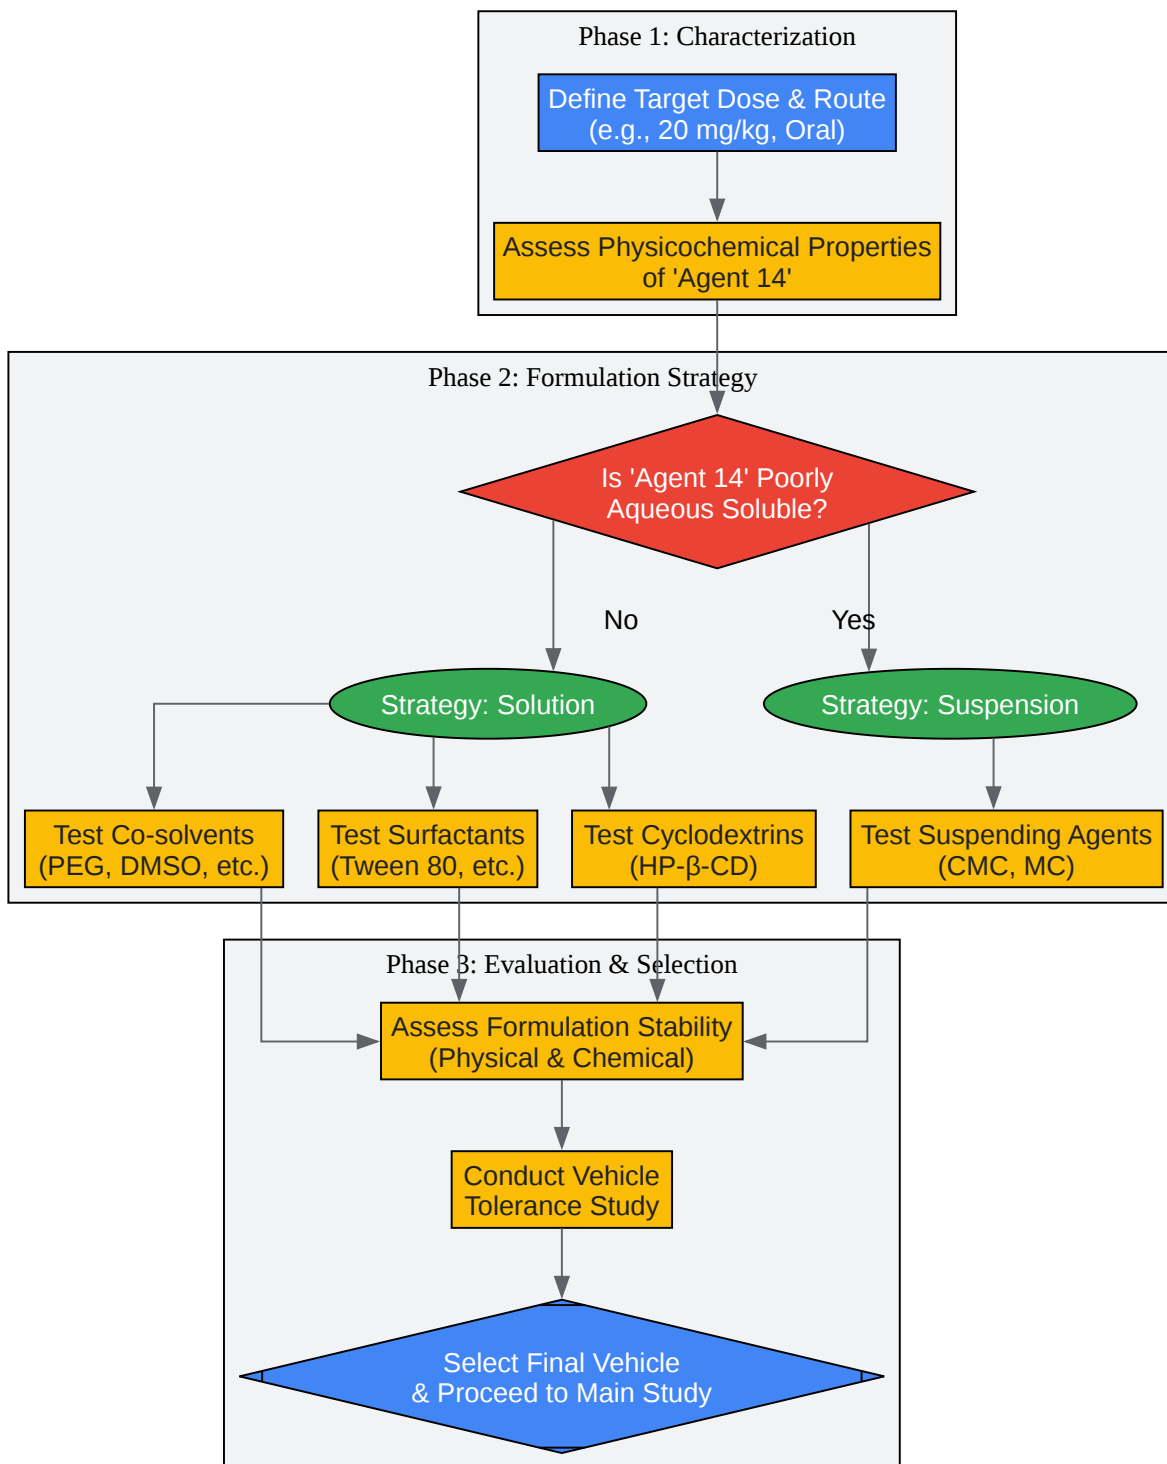 Phase 1: Characterization
Define Target Dose & Route
(e.g., 20 mg/kg, Oral)
Assess Physicochemical Properties
of 'Agent 14'
Phase 2: Formulation Strategy
Is 'Agent 14' Poorly
Aqueous Soluble?
No
Yes
Strategy: Solution
Strategy: Suspension
Test Co-solvents
(PEG, DMSO, etc.)
Test Surfactants
(Tween 80, etc.)
Test Cyclodextrins
(HP-β-CD)
Test Suspending Agents
(CMC, MC)
Phase 3: Evaluation & Selection
Assess Formulation Stability
(Physical & Chemical)
Conduct Vehicle
Tolerance Study
Select Final Vehicle
& Proceed to Main Study